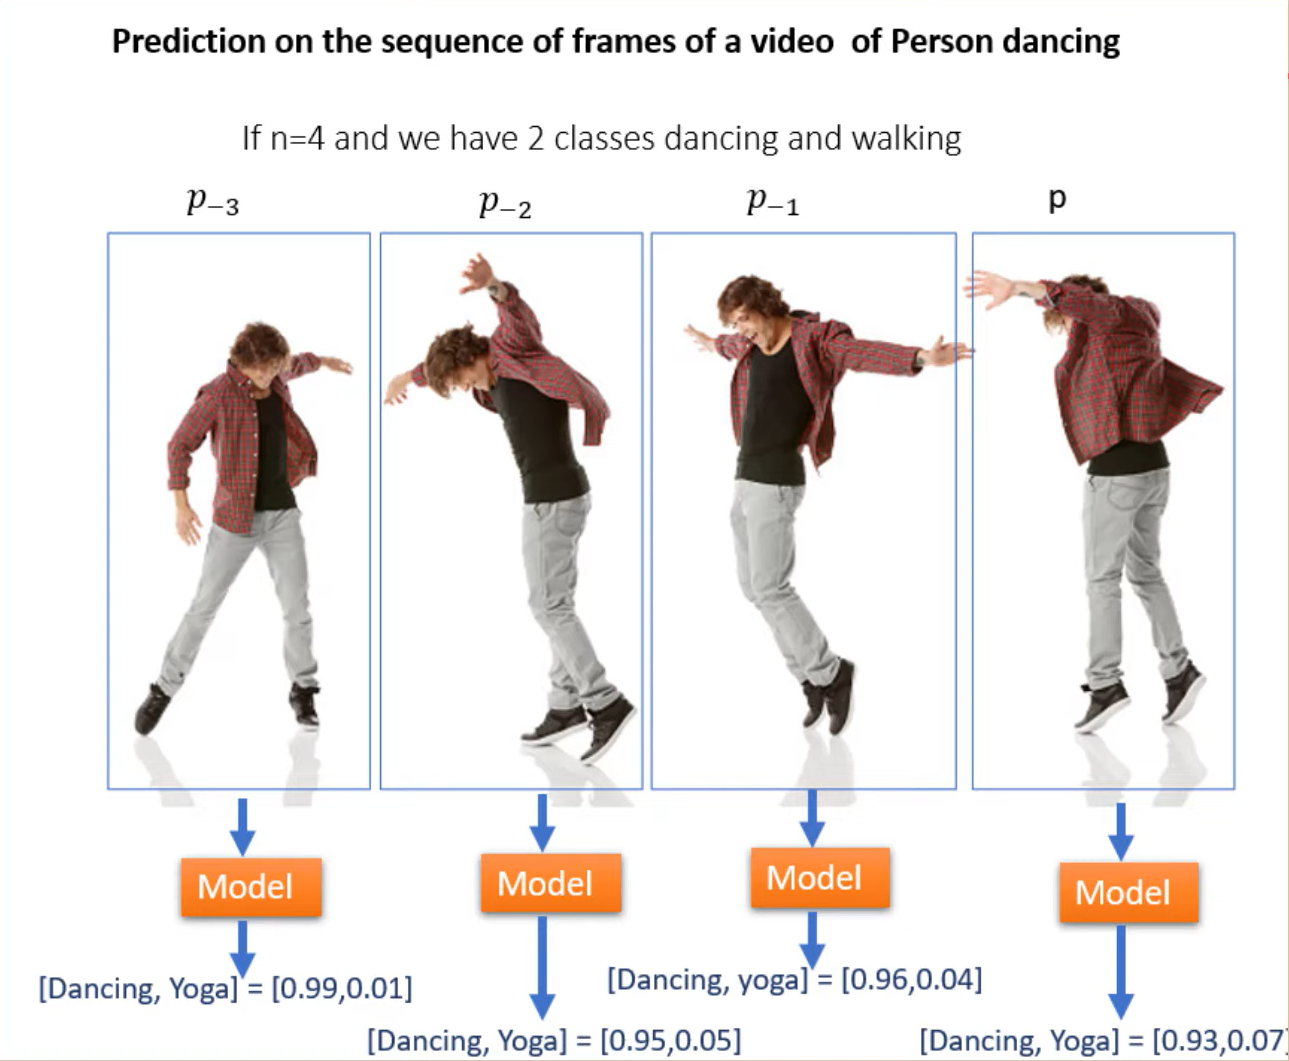 Prediction on the sequence of frames of a video of Person dancing
If n=4 and we have 2 classes dancing and walking
p₋₃
p₋₂
p₋₁
p
Model
Model
Model
Model
[Dancing, Yoga] = [0.99,0.01]
[Dancing, Yoga] = [0.95,0.05]
[Dancing, yoga] = [0.96,0.04]
[Dancing, Yoga] = [0.93,0.07]